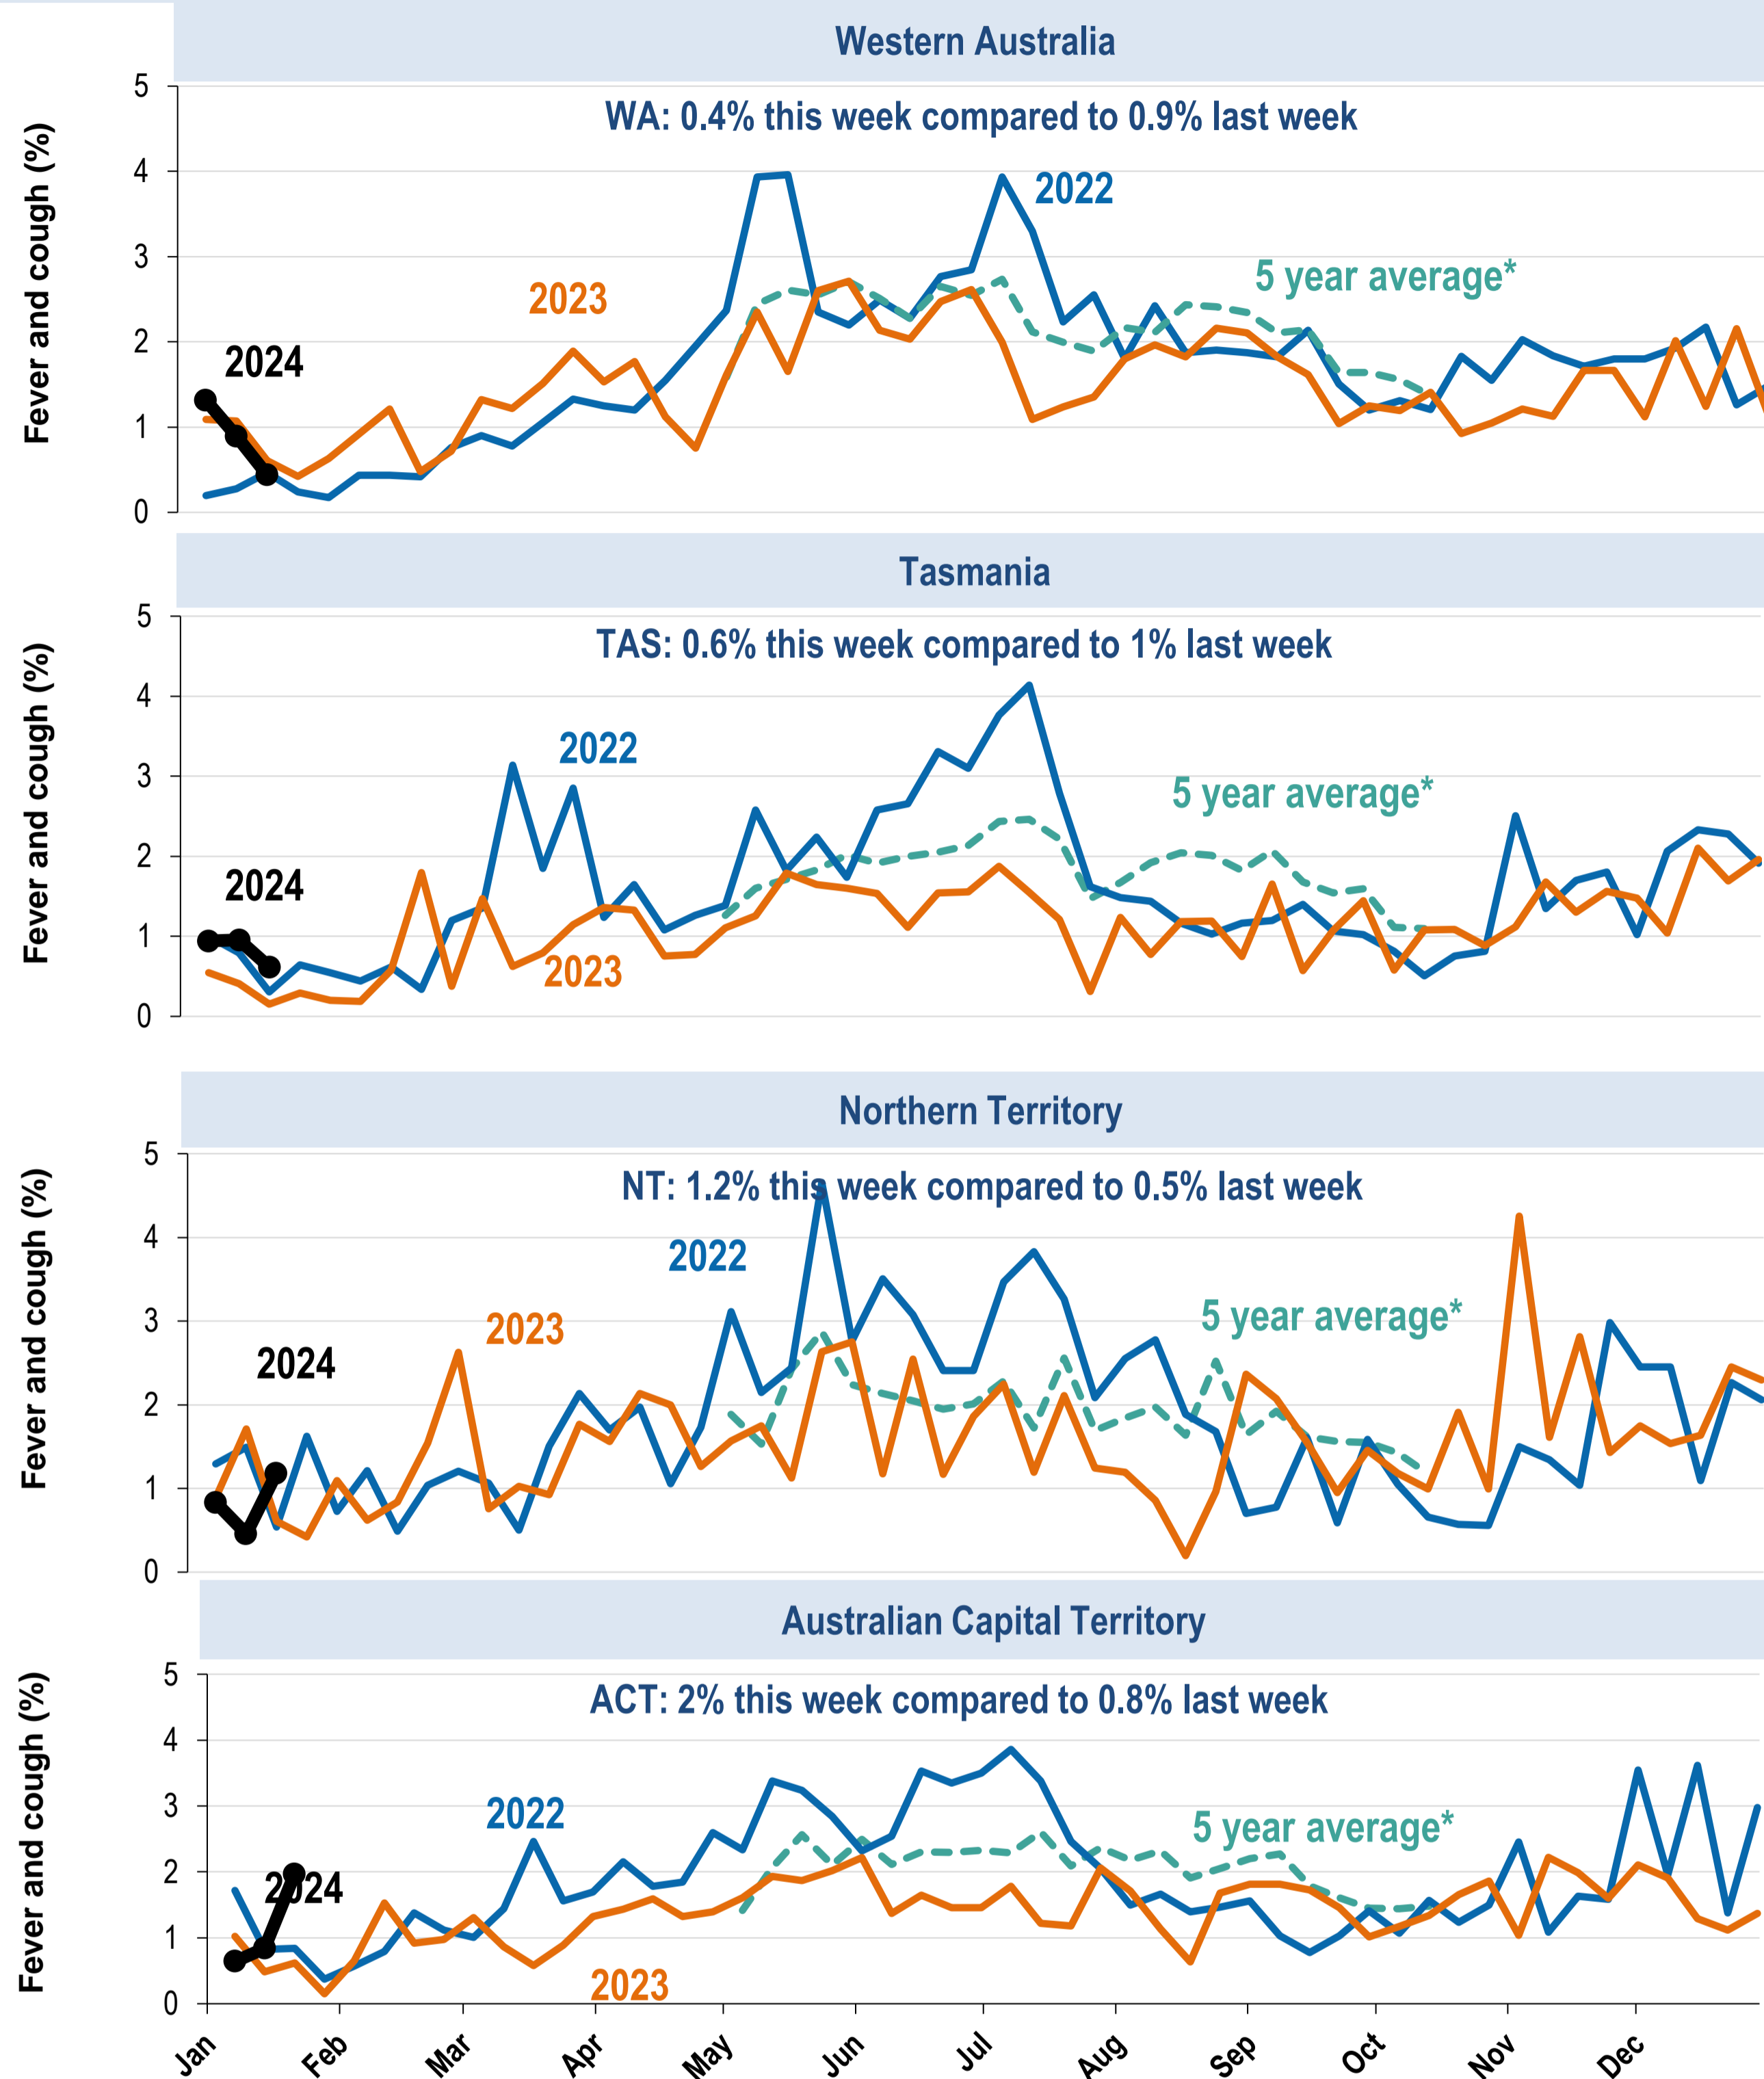 Western Australia
Fever and cough (%)
5
4
3
2
1
0
WA: 0.4% this week compared to 0.9% last week
2022
5 year average*
2023
2024
Tasmania
Fever and cough (%)
5
4
3
2
1
0
TAS: 0.6% this week compared to 1% last week
2022
5 year average*
2024
2023
Northern Territory
Fever and cough (%)
5
4
3
2
1
0
NT: 1.2% this week compared to 0.5% last week
2022
5 year average*
2023
2024
Australian Capital Territory
Fever and cough (%)
5
4
3
2
1
0
ACT: 2% this week compared to 0.8% last week
2022
5 year average*
2024
2023
Jan Feb Mar Apr May Jun Jul Aug Sep Oct Nov Dec